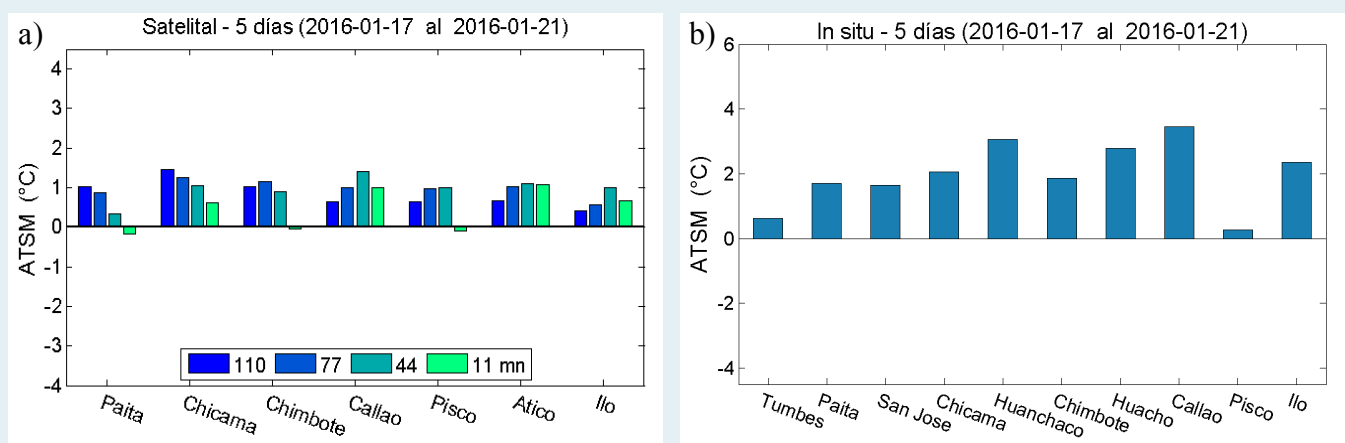 a)
Satelital - 5 días (2016-01-17 al 2016-01-21)
ATSM (°C)
4
3
2
1
0
-1
-2
-3
-4
110 77 44 11 mn
Paita Chicama Chimbote Callao Pisco Atico Ilo
b)
In situ - 5 días (2016-01-17 al 2016-01-21)
ATSM (°C)
6
4
2
0
-2
-4
Tumbes Paita San Jose Chicama Huanchaco Chimbote Huacho Callao Pisco Ilo